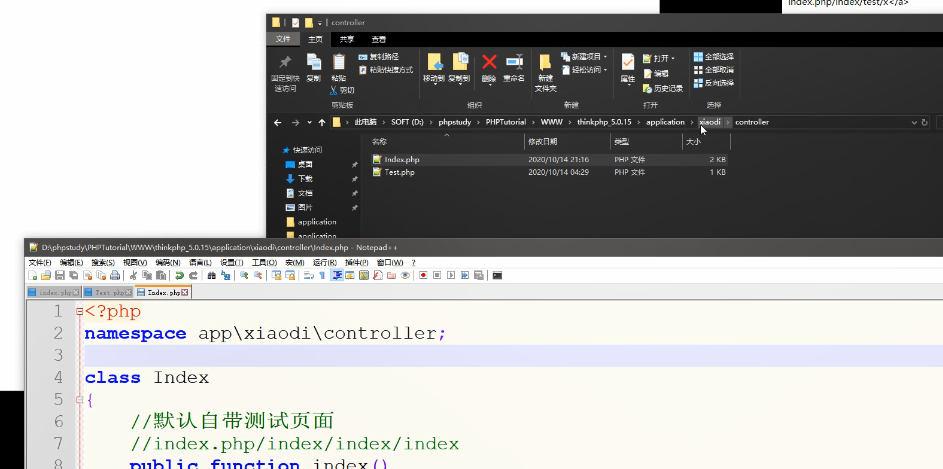 index.php/index/test/x</a>
controller
文件 主页 共享 查看
固定到快速访问 复制 粘贴 复制路径 粘贴快捷方式 剪切 移动到 复制到 删除 重命名 新建文件夹 新建项目 轻松访问 属性 打开 编辑 历史记录 全部选择 全部取消 反向选择
剪贴板 组织 新建 打开 选择
此电脑 > SOFT (D:) > phpstudy > PHPTutorial > WWW > thinkphp_5.0.15 > application > xiaodi > controller
名称 修改日期 类型 大小
快速访问
Index.php 2020/10/14 21:16 PHP 文件 2 KB
桌面
Test.php 2020/10/14 04:29 PHP 文件 1 KB
下载
文档
图片
application
application
D:\phpstudy\PHPTutorial\WWW\thinkphp_5.0.15\application\xiaodi\controller\Index.php - Notepad++
文件(F) 编辑(E) 搜索(S) 视图(V) 编码(N) 语言(L) 设置(T) 工具(O) 宏(M) 运行(R) 插件(P) 窗口(W) ?
index.php Test.php Index.php
1 <?php
2 namespace app\xiaodi\controller;
3
4 class Index
5 {
6 //默认自带测试页面
7 //index.php/index/index/index
8 public function index()